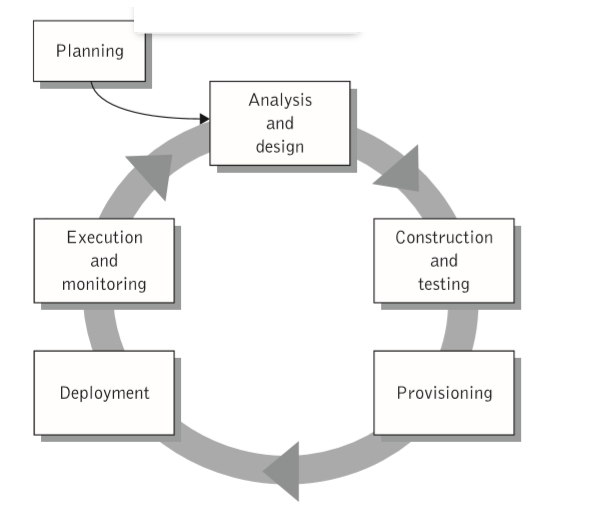 Planning
Analysis
and
design
Execution
and
monitoring
Construction
and
testing
Deployment
Provisioning